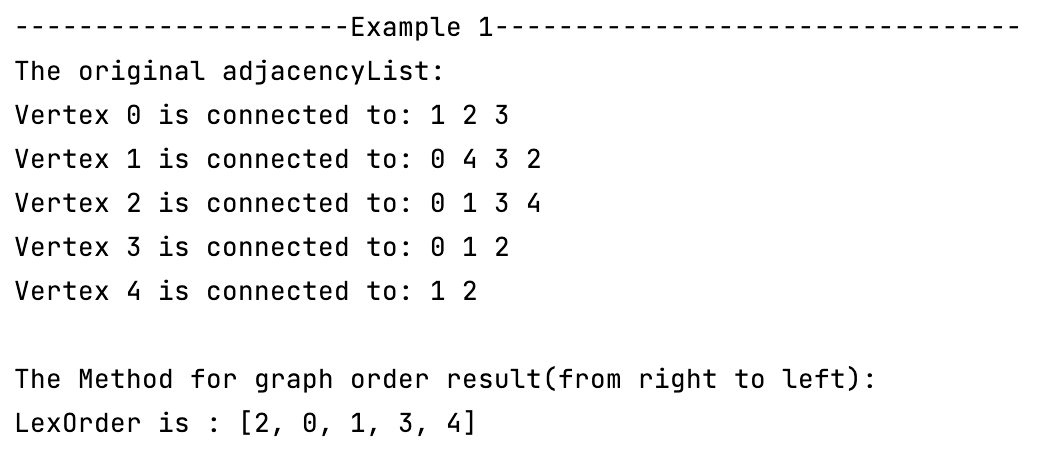 ---------------------Example 1---------------------------------
The original adjacencyList:
Vertex 0 is connected to: 1 2 3
Vertex 1 is connected to: 0 4 3 2
Vertex 2 is connected to: 0 1 3 4
Vertex 3 is connected to: 0 1 2
Vertex 4 is connected to: 1 2
The Method for graph order result(from right to left):
LexOrder is : [2, 0, 1, 3, 4]